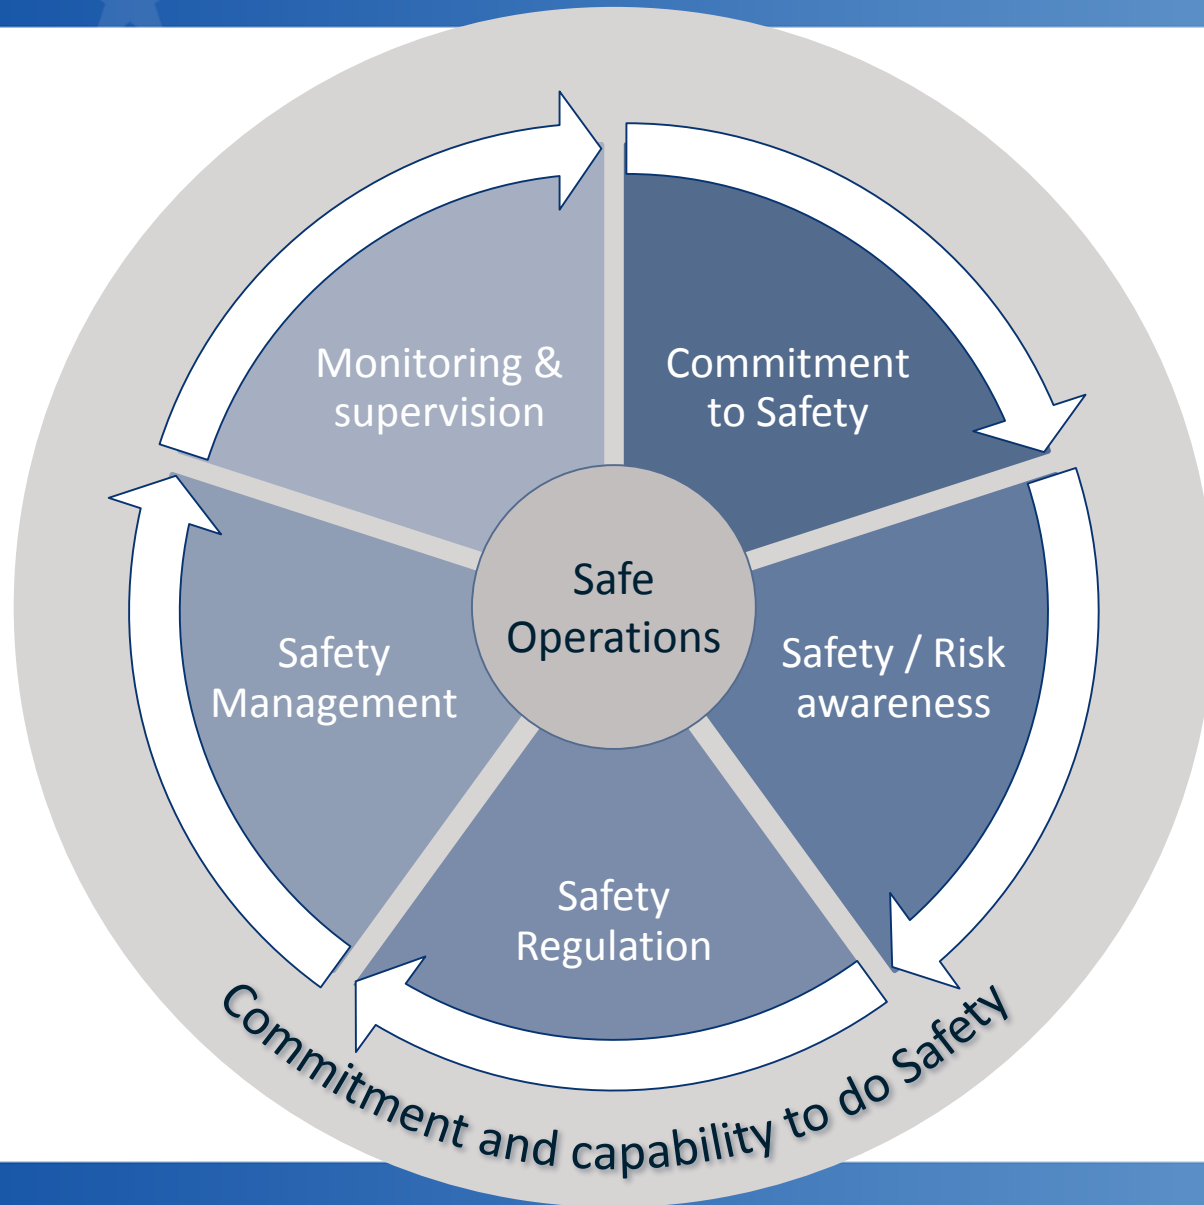 Monitoring &
supervision
Commitment
to Safety
Safe
Operations
Safety
Management
Safety / Risk
awareness
Safety
Regulation
Commitment and capability to do Safety